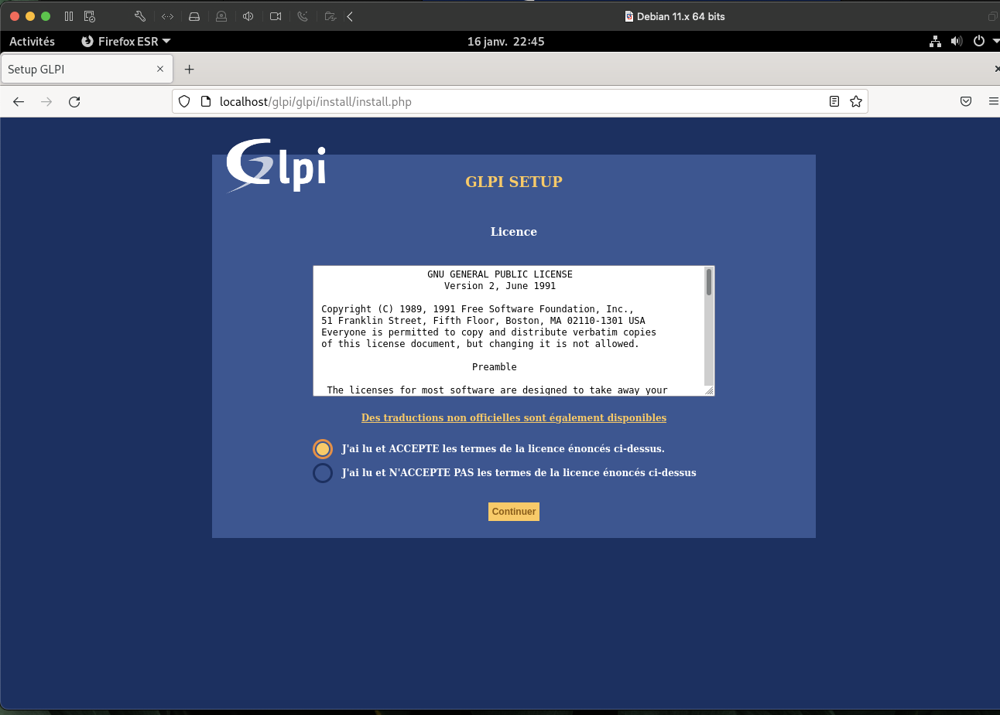 Debian 11.x 64 bits
Activités Firefox ESR 16 janv. 22:45
Setup GLPI
localhost/glpi/glpi/install/install.php
Glpi
GLPI SETUP
Licence
GNU GENERAL PUBLIC LICENSE
Version 2, June 1991
Copyright (C) 1989, 1991 Free Software Foundation, Inc.,
51 Franklin Street, Fifth Floor, Boston, MA 02110-1301 USA
Everyone is permitted to copy and distribute verbatim copies
of this license document, but changing it is not allowed.
Preamble
The licenses for most software are designed to take away your
Des traductions non officielles sont également disponibles
J'ai lu et ACCEPTE les termes de la licence énoncés ci-dessus.
J'ai lu et N'ACCEPTE PAS les termes de la licence énoncés ci-dessus
Continuer